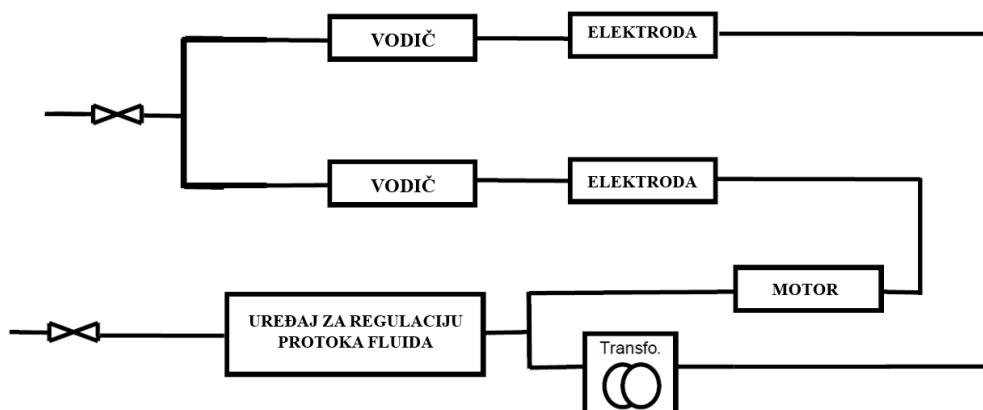 VODIČ
ELEKTRODA
VODIČ
ELEKTRODA
MOTOR
UREĐAJ ZA REGULACIJU
PROTOKA FLUIDA
Transfo.